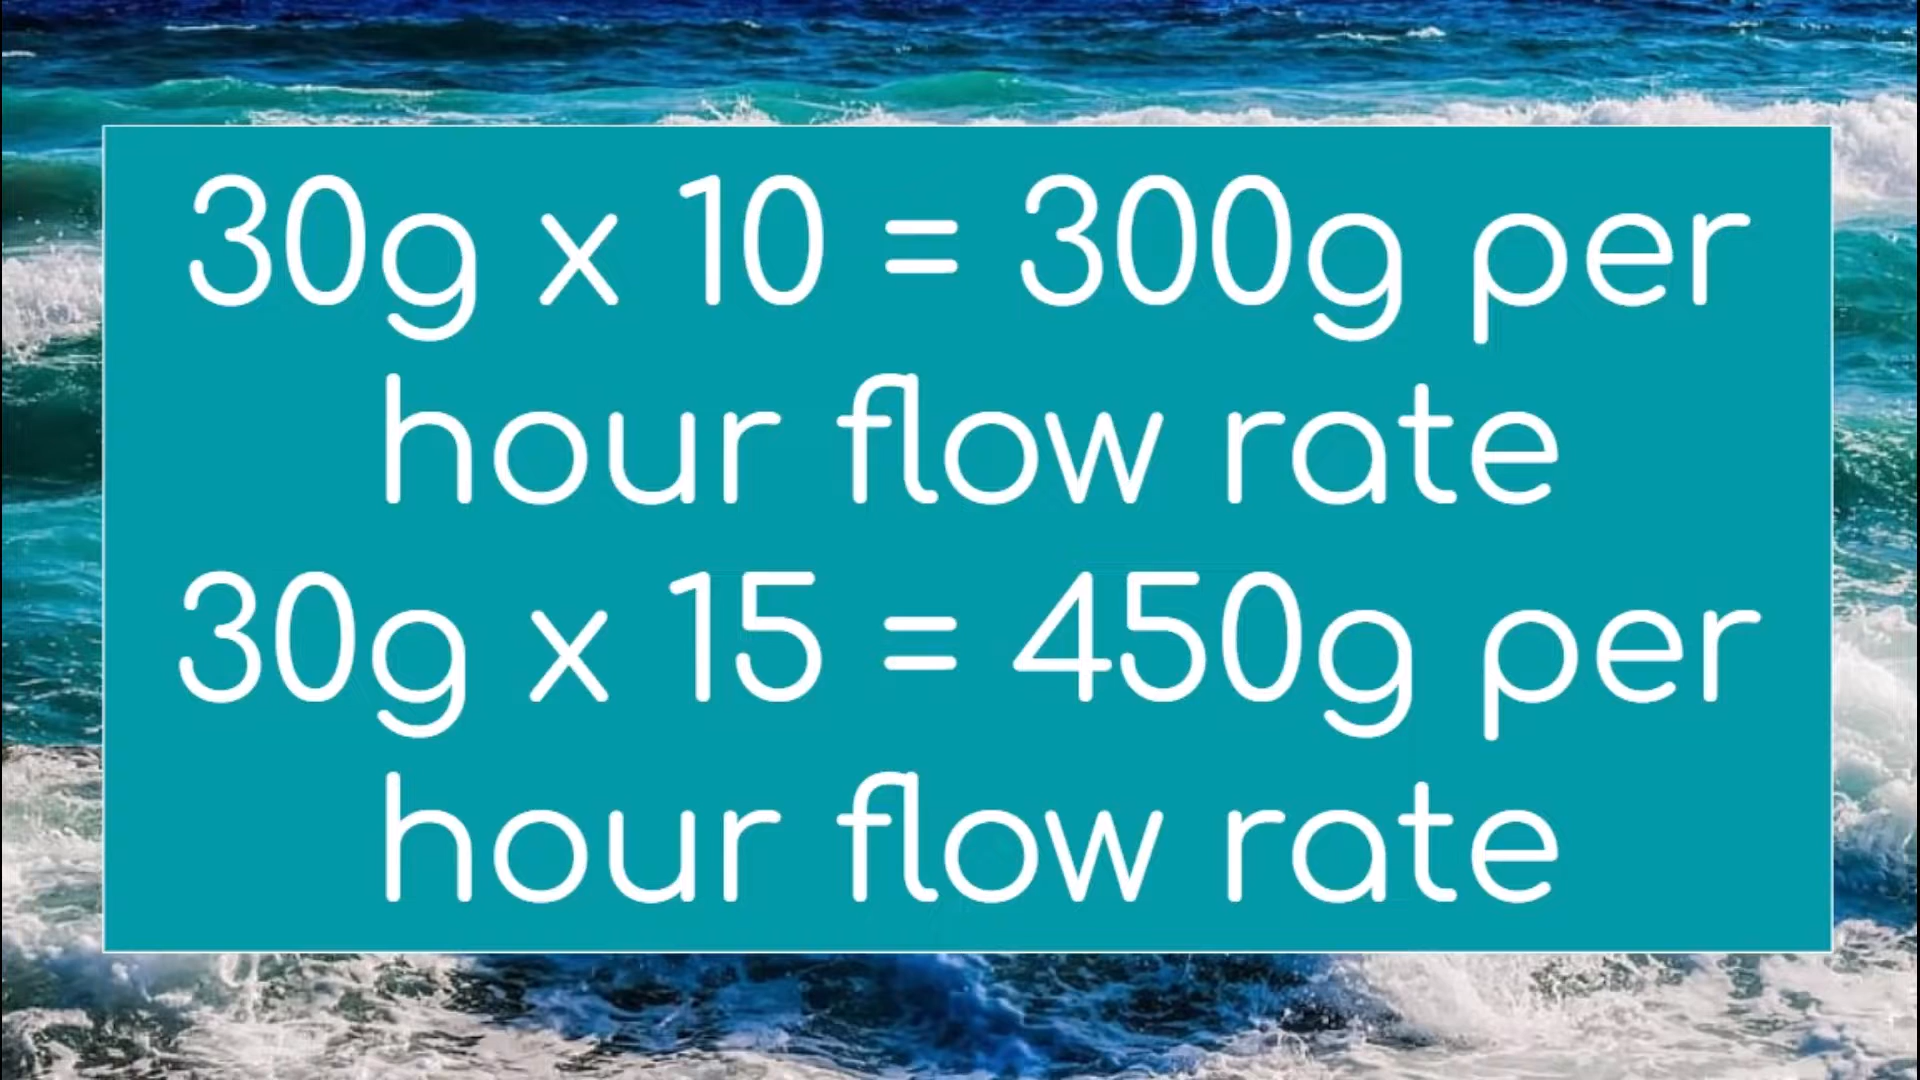 30g x 10 = 300g per
hour flow rate
30g x 15 = 450g per
hour flow rate